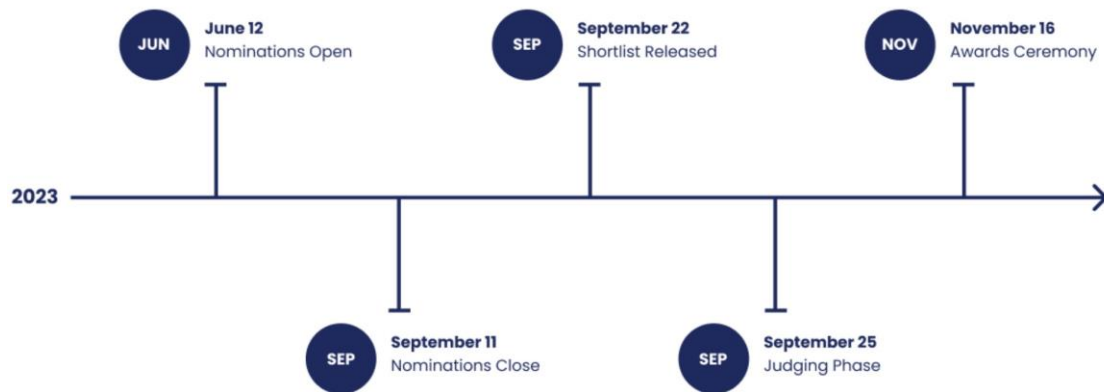 JUN
June 12
Nominations Open
SEP
September 22
Shortlist Released
NOV
November 16
Awards Ceremony
2023
SEP
September 11
Nominations Close
SEP
September 25
Judging Phase